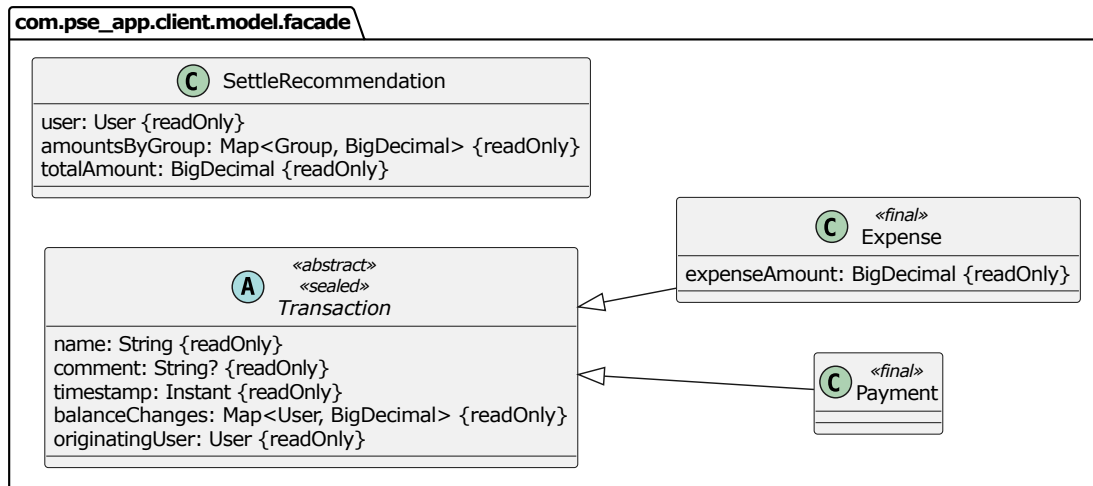 com.pse_app.client.model.facade
C SettleRecommendation
user: User {readOnly}
amountsByGroup: Map<Group, BigDecimal> {readOnly}
totalAmount: BigDecimal {readOnly}
«abstract»
«sealed»
A Transaction
name: String {readOnly}
comment: String? {readOnly}
timestamp: Instant {readOnly}
balanceChanges: Map<User, BigDecimal> {readOnly}
originatingUser: User {readOnly}
«final»
C Expense
expenseAmount: BigDecimal {readOnly}
«final»
C Payment